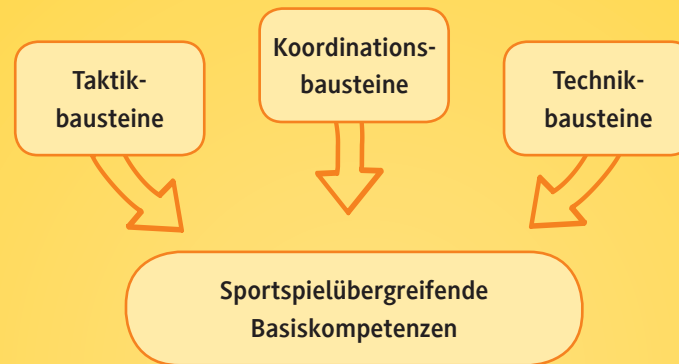 Taktik-
bausteine
Koordinations-
bausteine
Technik-
bausteine
Sportspielübergreifende
Basiskompetenzen